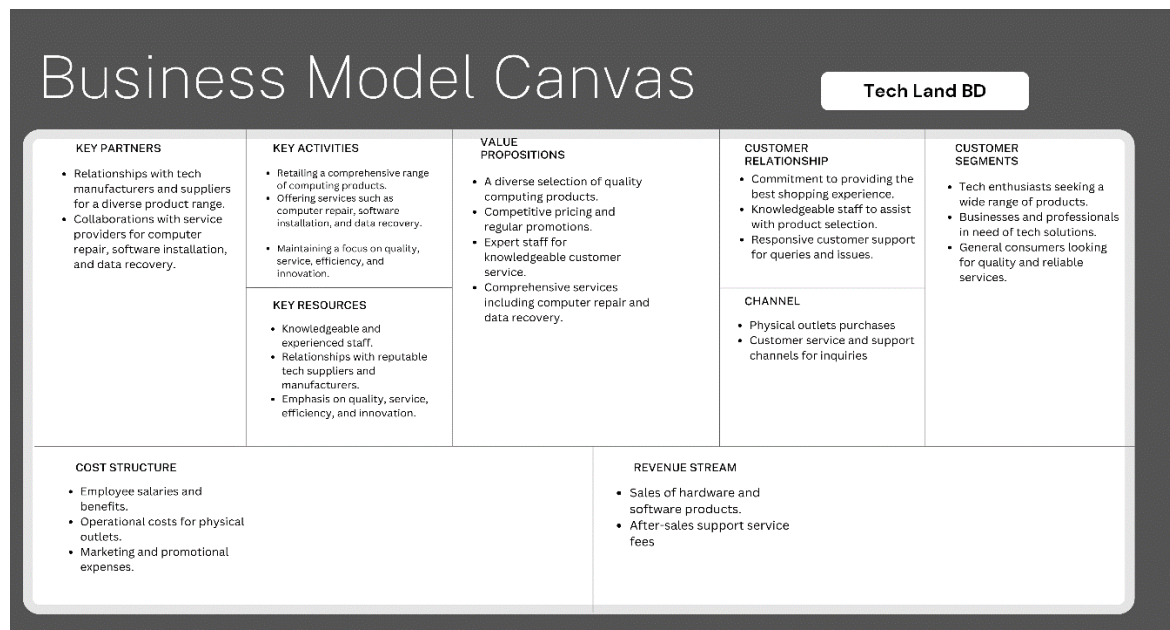 Business Model Canvas
Tech Land BD
KEY PARTNERS
• Relationships with tech
manufacturers and suppliers
for a diverse product range.
• Collaborations with service
providers for computer
repair, software installation,
and data recovery.
KEY ACTIVITIES
• Retailing a comprehensive range
of computing products.
• Offering services such as
computer repair, software
installation, and data recovery.
• Maintaining a focus on quality,
service, efficiency, and
innovation.
KEY RESOURCES
• Knowledgeable and
experienced staff.
• Relationships with reputable
tech suppliers and
manufacturers.
• Emphasis on quality, service,
efficiency, and innovation.
VALUE
PROPOSITIONS
• A diverse selection of quality
computing products.
• Competitive pricing and
regular promotions.
• Expert staff for
knowledgeable customer
service.
• Comprehensive services
including computer repair and
data recovery.
CUSTOMER
RELATIONSHIP
• Commitment to providing the
best shopping experience.
• Knowledgeable staff to assist
with product selection.
• Responsive customer support
for queries and issues.
CHANNEL
• Physical outlets purchases
• Customer service and support
channels for inquiries
CUSTOMER
SEGMENTS
• Tech enthusiasts seeking a
wide range of products.
• Businesses and professionals
in need of tech solutions.
• General consumers looking
for quality and reliable
services.
COST STRUCTURE
• Employee salaries and
benefits.
• Operational costs for physical
outlets.
• Marketing and promotional
expenses.
REVENUE STREAM
• Sales of hardware and
software products.
• After-sales support service
fees